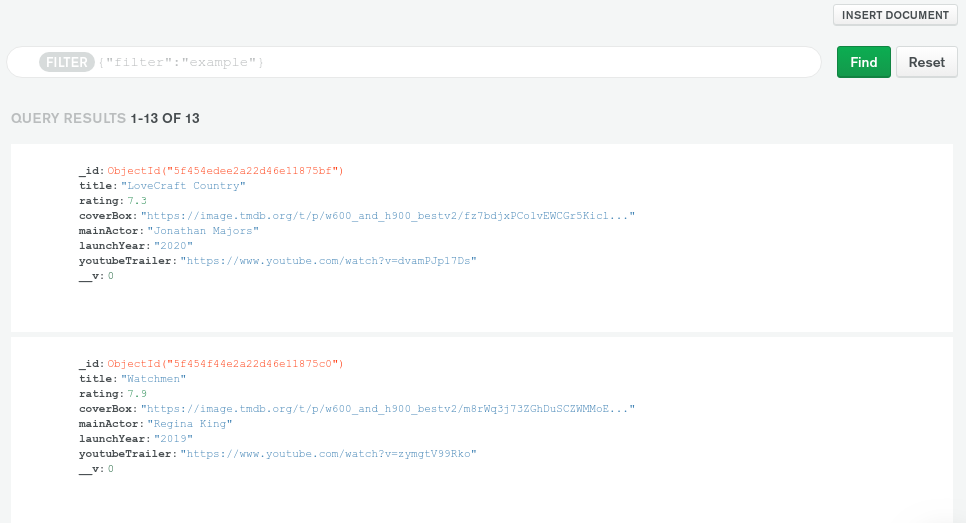 INSERT DOCUMENT
FILTER {"filter":"example"}
Find
Reset
QUERY RESULTS 1-13 OF 13
_id: ObjectId("5f454edee2a22d46e11875bf")
title: "LoveCraft Country"
rating: 7.3
coverBox: "https://image.tmdb.org/t/p/w600_and_h900_bestv2/fz7bdjxPCo1vEWCGr5Kicl..."
mainActor: "Jonathan Majors"
launchYear: "2020"
youtubeTrailer: "https://www.youtube.com/watch?v=dvamPJp17Ds"
__v: 0
_id: ObjectId("5f454f44e2a22d46e11875c0")
title: "Watchmen"
rating: 7.9
coverBox: "https://image.tmdb.org/t/p/w600_and_h900_bestv2/m8rWq3j73ZGhDuSCZWMMoE..."
mainActor: "Regina King"
launchYear: "2019"
youtubeTrailer: "https://www.youtube.com/watch?v=zymgtV99Rko"
__v: 0